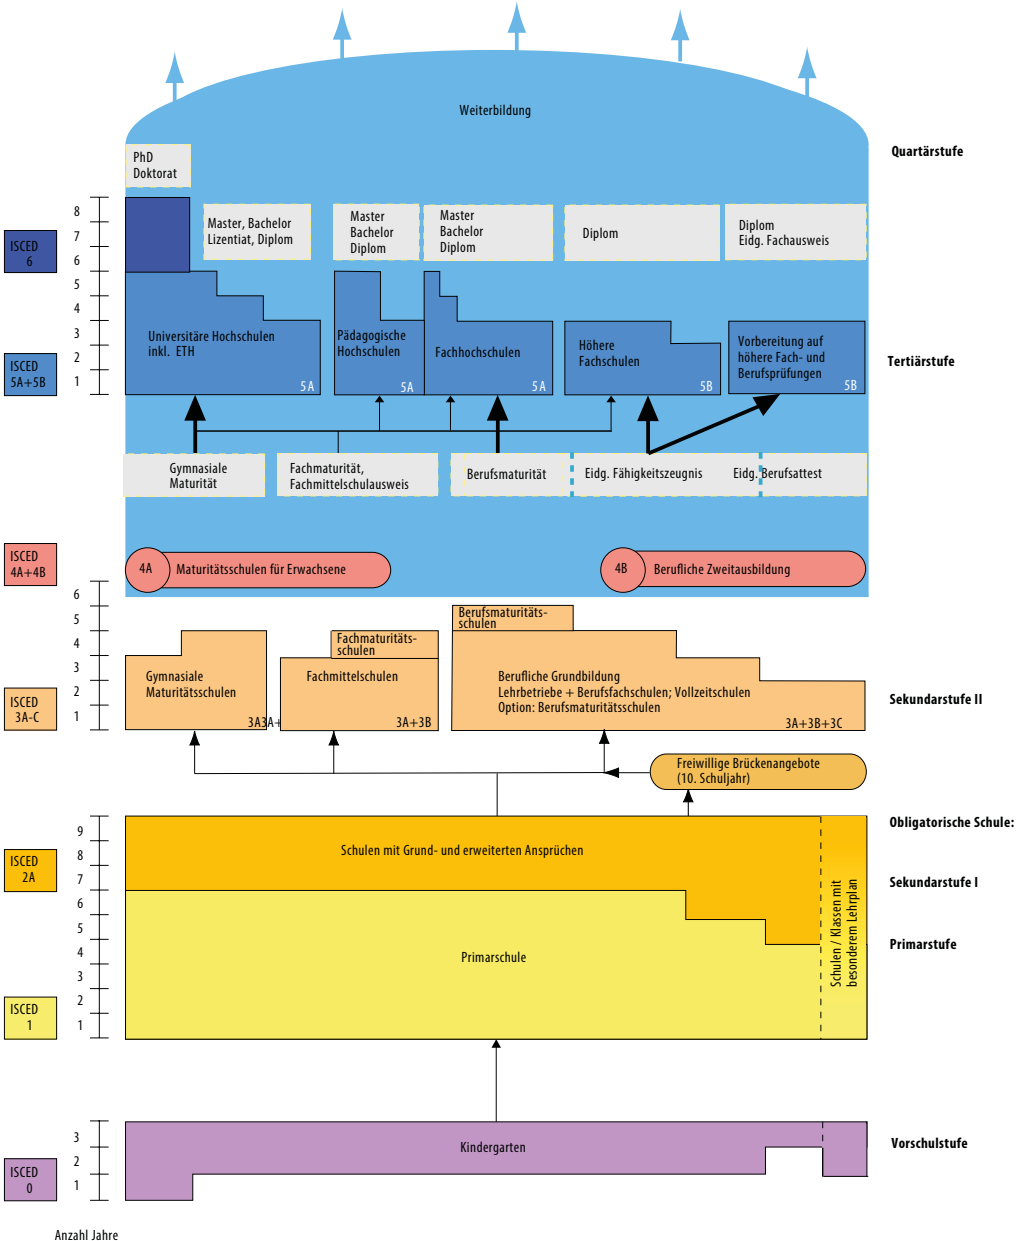 Weiterbildung
Quartärstufe
PhD
Doktorat
8
7
6
5
4
3
2
1
ISCED
6
Master, Bachelor
Lizentiat, Diplom
Master
Bachelor
Diplom
Master
Bachelor
Diplom
Diplom
Diplom
Eidg. Fachausweis
ISCED
5A+5B
Universitäre Hochschulen
inkl. ETH
5A
Pädagogische
Hochschulen
5A
Fachhochschulen
5A
Höhere
Fachschulen
5B
Vorbereitung auf
höhere Fach- und
Berufsprüfungen
5B
Tertiärstufe
Gymnasiale
Maturität
Fachmaturität,
Fachmittelschulausweis
Berufsmaturität
Eidg. Fähigkeitszeugnis
Eidg. Berufsattest
ISCED
4A+4B
4A
Maturitätsschulen für Erwachsene
4B
Berufliche Zweitausbildung
6
5
4
3
2
1
ISCED
3A-C
Gymnasiale
Maturitätsschulen
3A3A+
Fachmaturitäts-
schulen
Fachmittelschulen
3A+3B
Berufsmaturitäts-
schulen
Berufliche Grundbildung
Lehrbetriebe + Berufsfachschulen; Vollzeitschulen
Option: Berufsmaturitätsschulen
3A+3B+3C
Sekundarstufe II
Freiwillige Brückenangebote
(10. Schuljahr)
Obligatorische Schule:
9
8
7
6
5
4
3
2
1
ISCED
2A
Schulen mit Grund- und erweiterten Ansprüchen
Sekundarstufe I
Schulen / Klassen mit
besonderem Lehrplan
Primarstufe
Primarschule
ISCED
1
3
2
1
Kindergarten
Vorschulstufe
ISCED
0
Anzahl Jahre